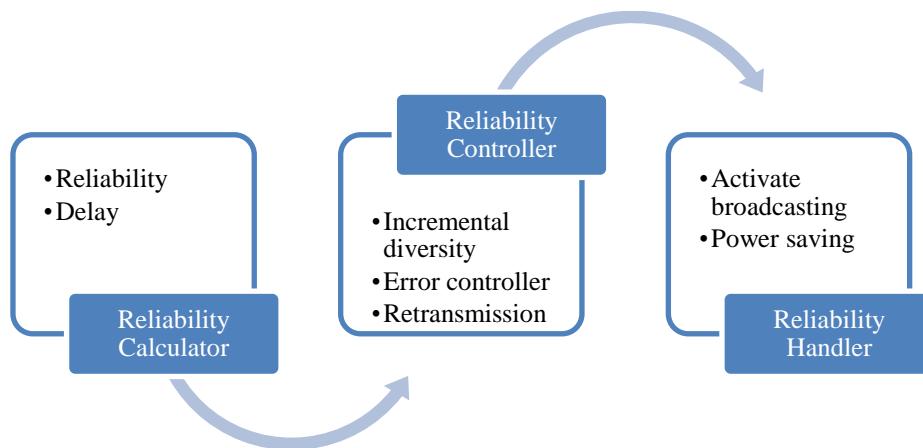 •Reliability
•Delay
Reliability
Calculator
Reliability
Controller
•Incremental
diversity
•Error controller
•Retransmission
•Activate
broadcasting
•Power saving
Reliability
Handler